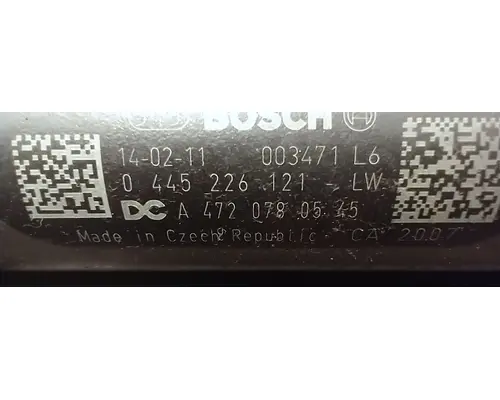 BOSCH
14-02-11 003471 L6
0 445 226 121 - LW
DC A 472 078 05 45
Made in Czech Republic CA 2007